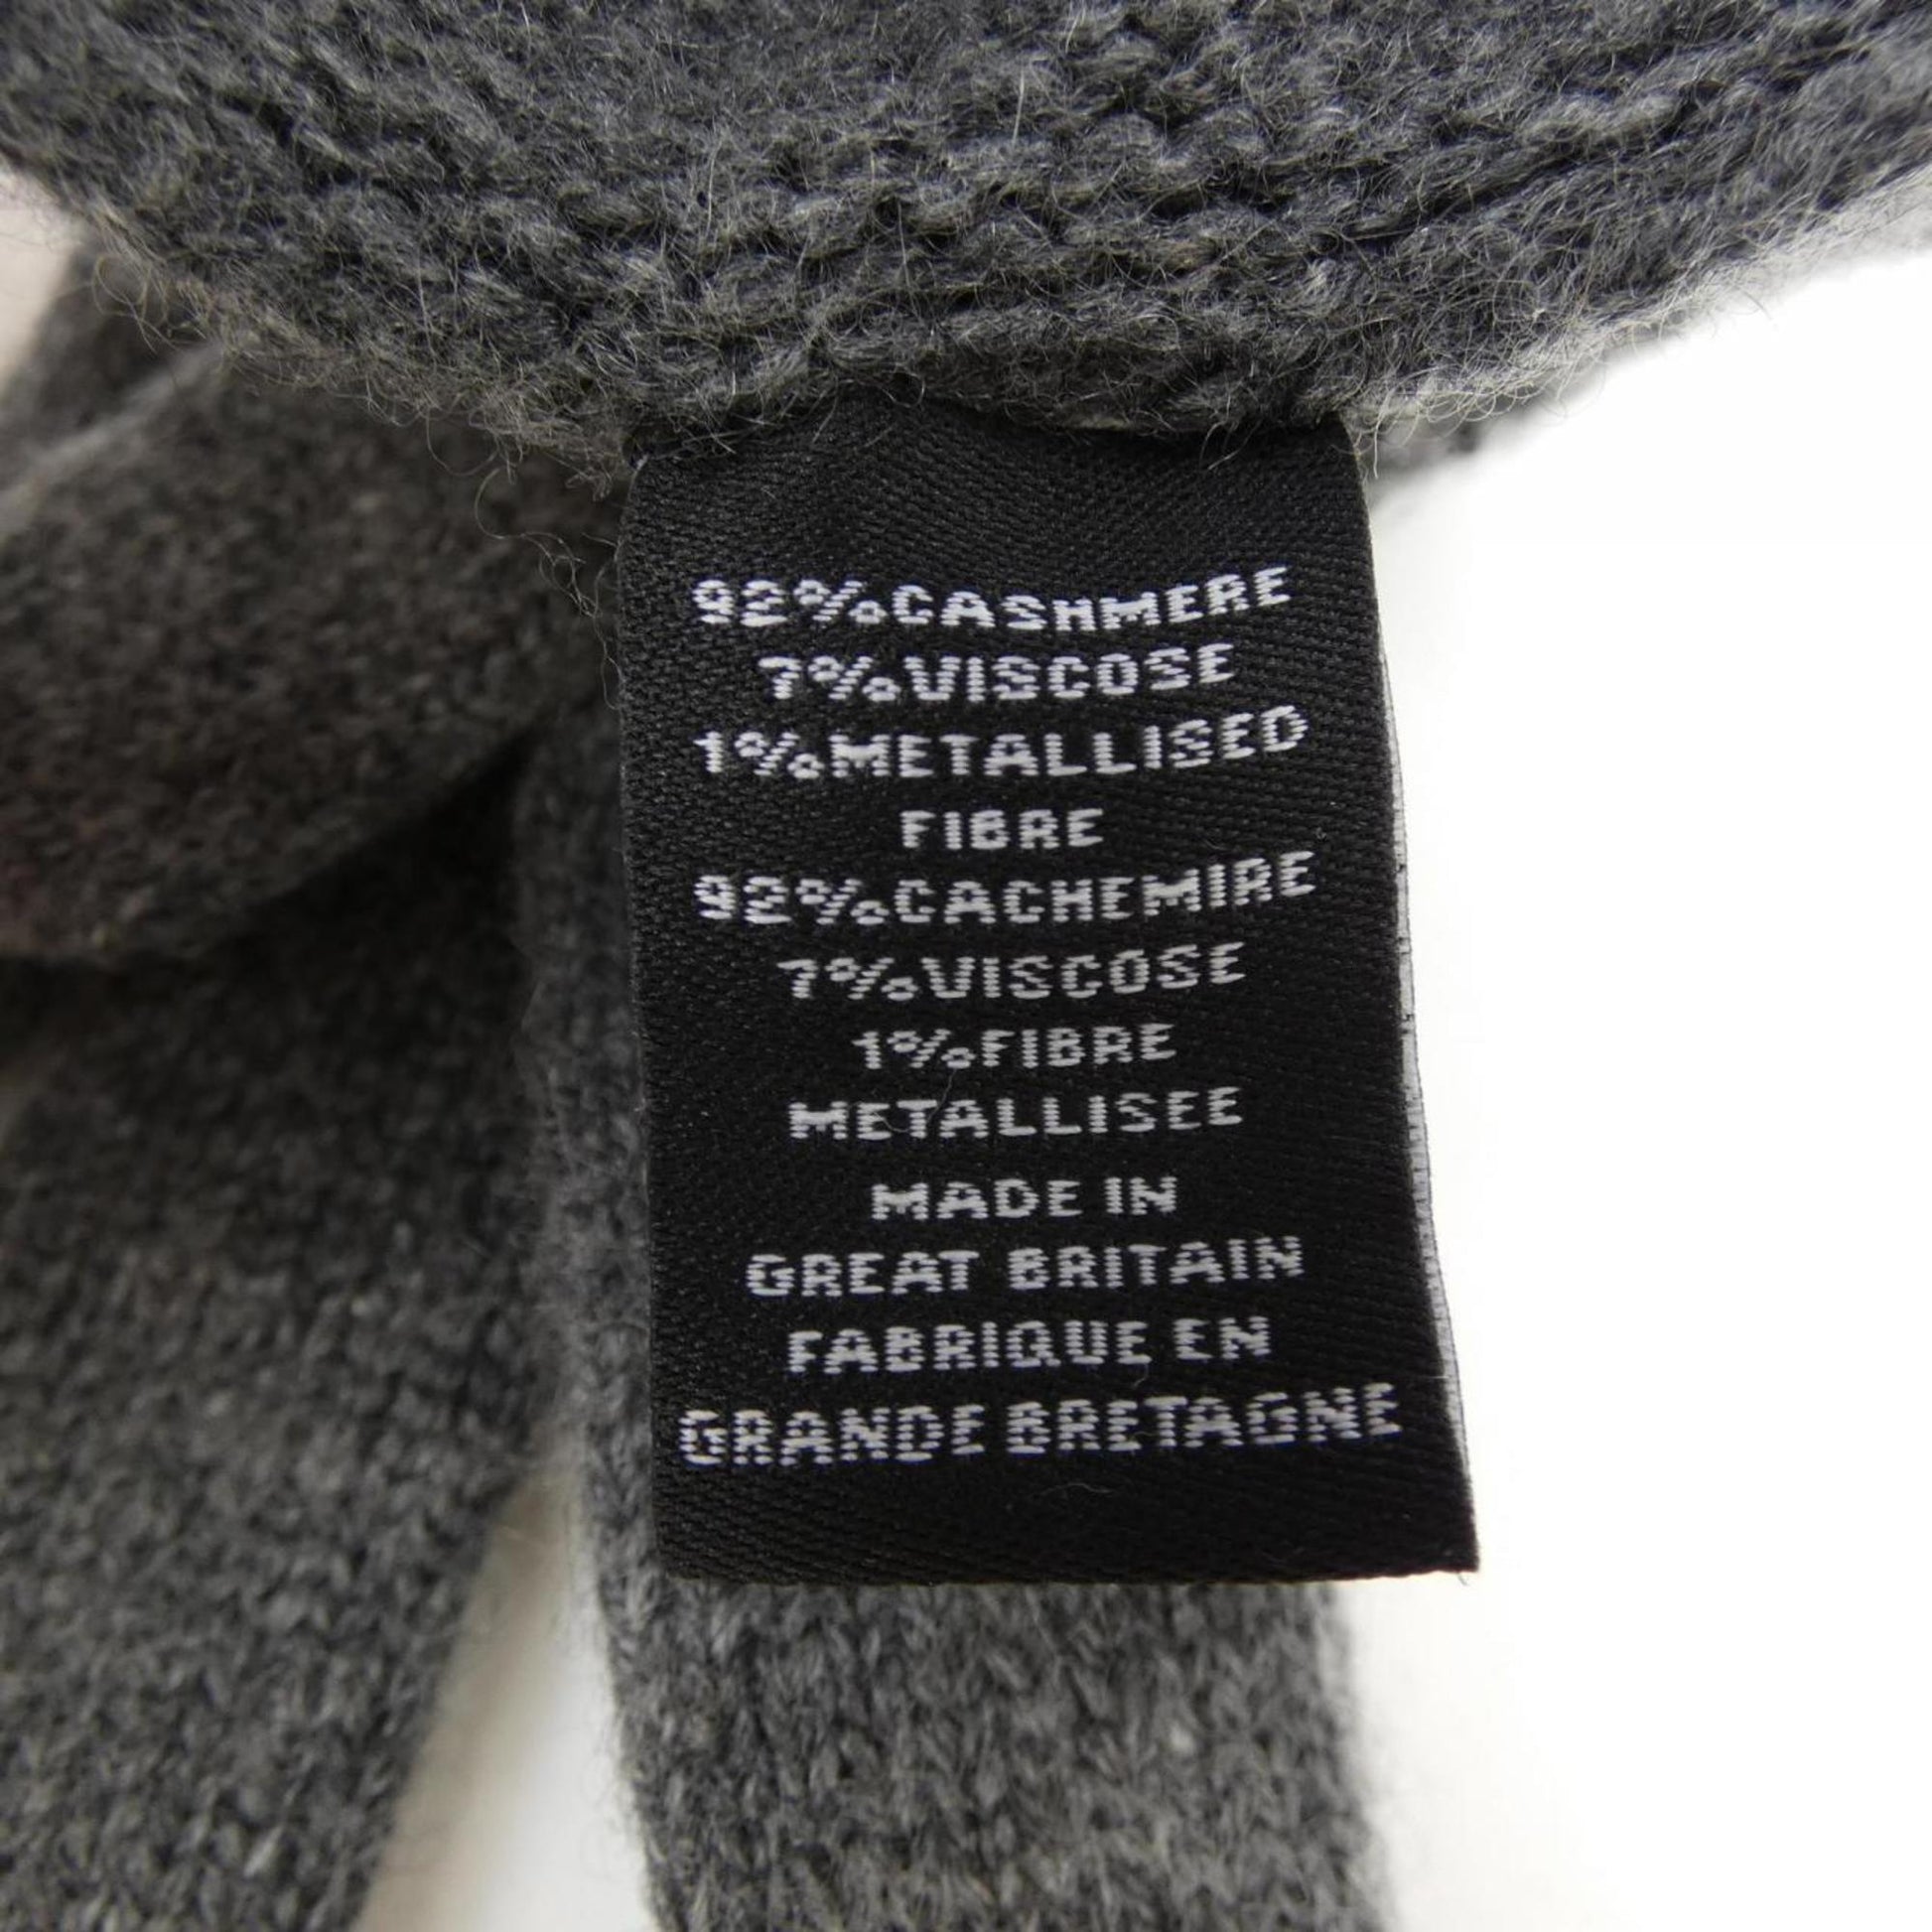 92%CASHMERE
7%VISCOSE
1%METALLISED
FIBRE
92%CACHEMIRE
7%VISCOSE
1%FIBRE
METALLISEE
MADE IN
GREAT BRITAIN
FABRIQUE EN
GRANDE BRETAGNE